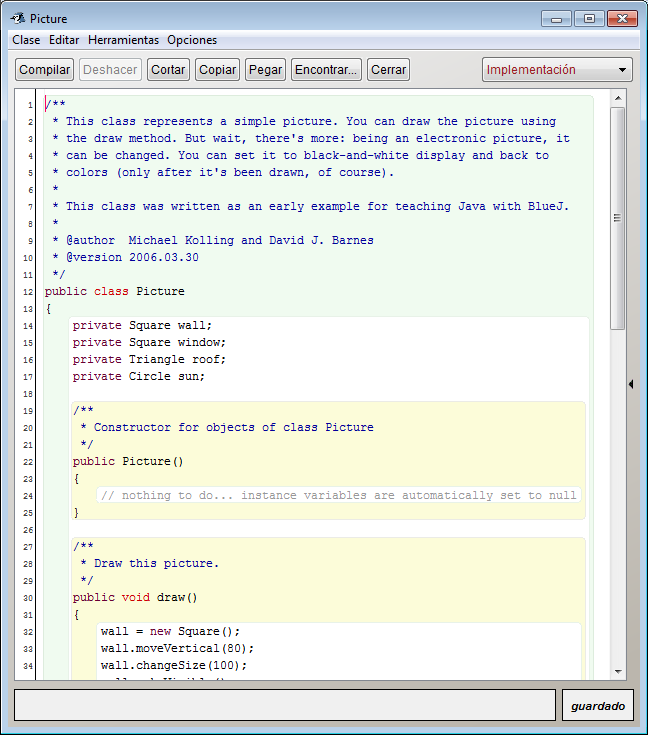 Picture
Clase Editar Herramientas Opciones
Compilar Deshacer Cortar Copiar Pegar Encontrar... Cerrar Implementación
1 /**
2  * This class represents a simple picture. You can draw the picture using
3  * the draw method. But wait, there's more: being an electronic picture, it
4  * can be changed. You can set it to black-and-white display and back to
5  * colors (only after it's been drawn, of course).
6  *
7  * This class was written as an early example for teaching Java with BlueJ.
8  *
9  * @author  Michael Kolling and David J. Barnes
10  * @version 2006.03.30
11  */
12 public class Picture
13 {
14     private Square wall;
15     private Square window;
16     private Triangle roof;
17     private Circle sun;
18
19     /**
20      * Constructor for objects of class Picture
21      */
22     public Picture()
23     {
24         // nothing to do... instance variables are automatically set to null
25     }
26
27     /**
28      * Draw this picture.
29      */
30     public void draw()
31     {
32         wall = new Square();
33         wall.moveVertical(80);
34         wall.changeSize(100);
guardado